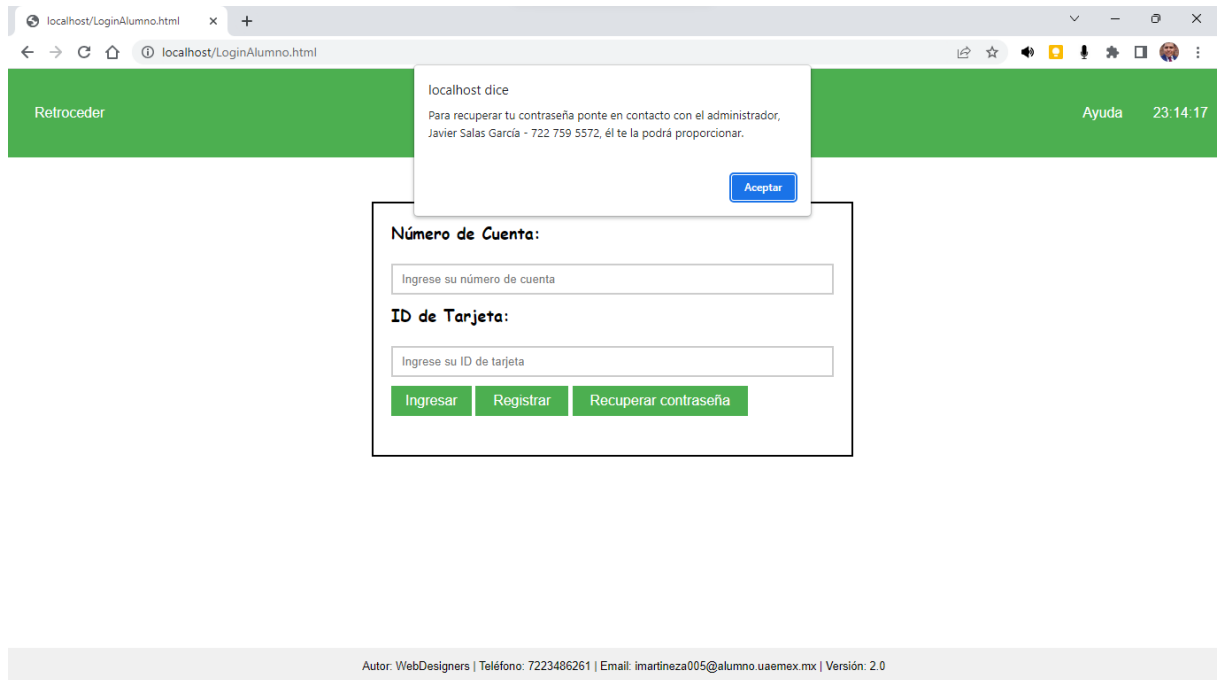 localhost/LoginAlumno.html
localhost/LoginAlumno.html
localhost dice
Para recuperar tu contraseña ponte en contacto con el administrador,
Javier Salas García - 722 759 5572, él te la podrá proporcionar.
Aceptar
Retroceder
Ayuda 23:14:17
Número de Cuenta:
Ingrese su número de cuenta
ID de Tarjeta:
Ingrese su ID de tarjeta
Ingresar Registrar Recuperar contraseña
Autor: WebDesigners | Teléfono: 7223486261 | Email: imartineza005@alumno.uaemex.mx | Versión: 2.0